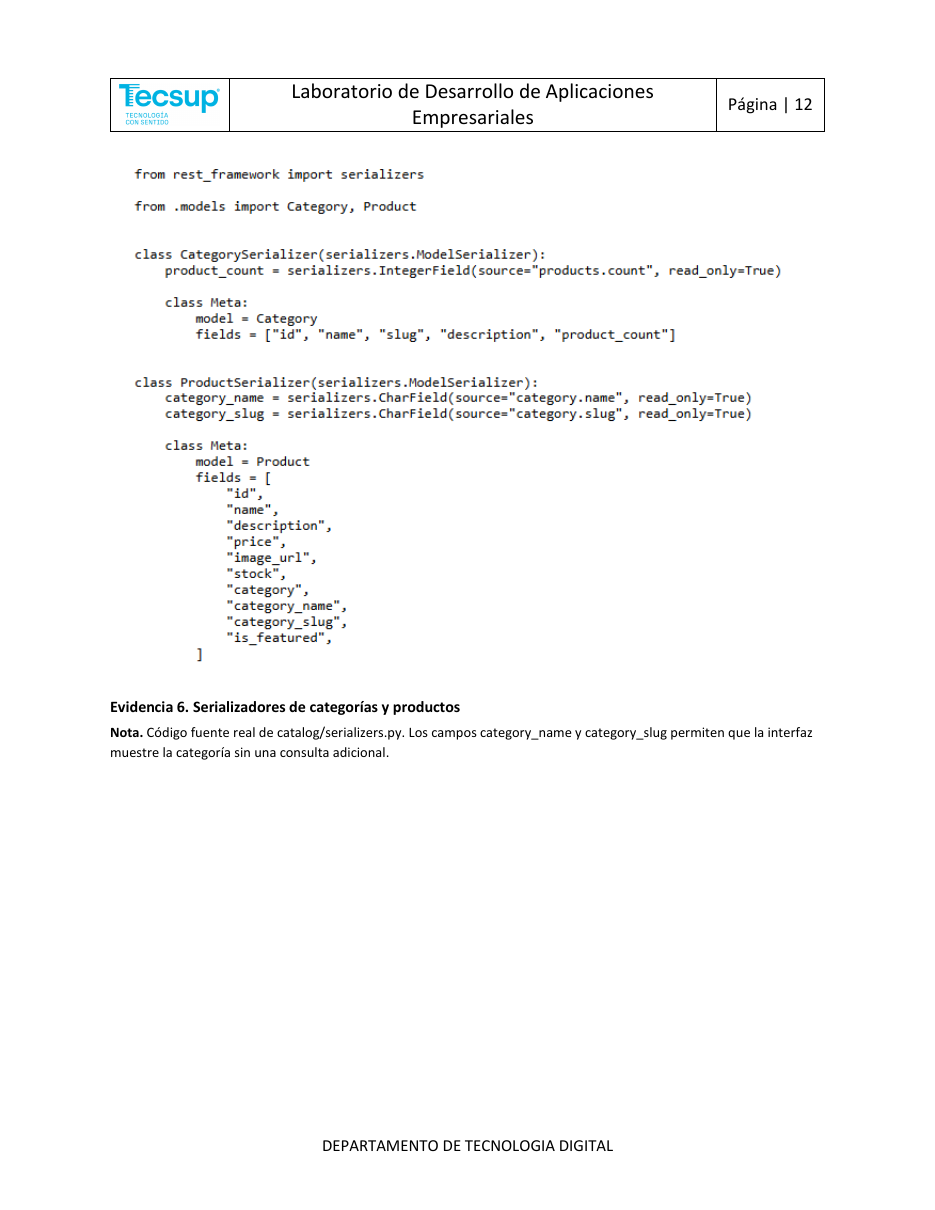 Tecsup
TECNOLOGÍA
CON SENTIDO
Laboratorio de Desarrollo de Aplicaciones
Empresariales
Página | 12
from rest_framework import serializers
from .models import Category, Product
class CategorySerializer(serializers.ModelSerializer):
    product_count = serializers.IntegerField(source="products.count", read_only=True)
    class Meta:
        model = Category
        fields = ["id", "name", "slug", "description", "product_count"]
class ProductSerializer(serializers.ModelSerializer):
    category_name = serializers.CharField(source="category.name", read_only=True)
    category_slug = serializers.CharField(source="category.slug", read_only=True)
    class Meta:
        model = Product
        fields = [
            "id",
            "name",
            "description",
            "price",
            "image_url",
            "stock",
            "category",
            "category_name",
            "category_slug",
            "is_featured",
        ]
Evidencia 6. Serializadores de categorías y productos
Nota. Código fuente real de catalog/serializers.py. Los campos category_name y category_slug permiten que la interfaz
muestre la categoría sin una consulta adicional.
DEPARTAMENTO DE TECNOLOGIA DIGITAL